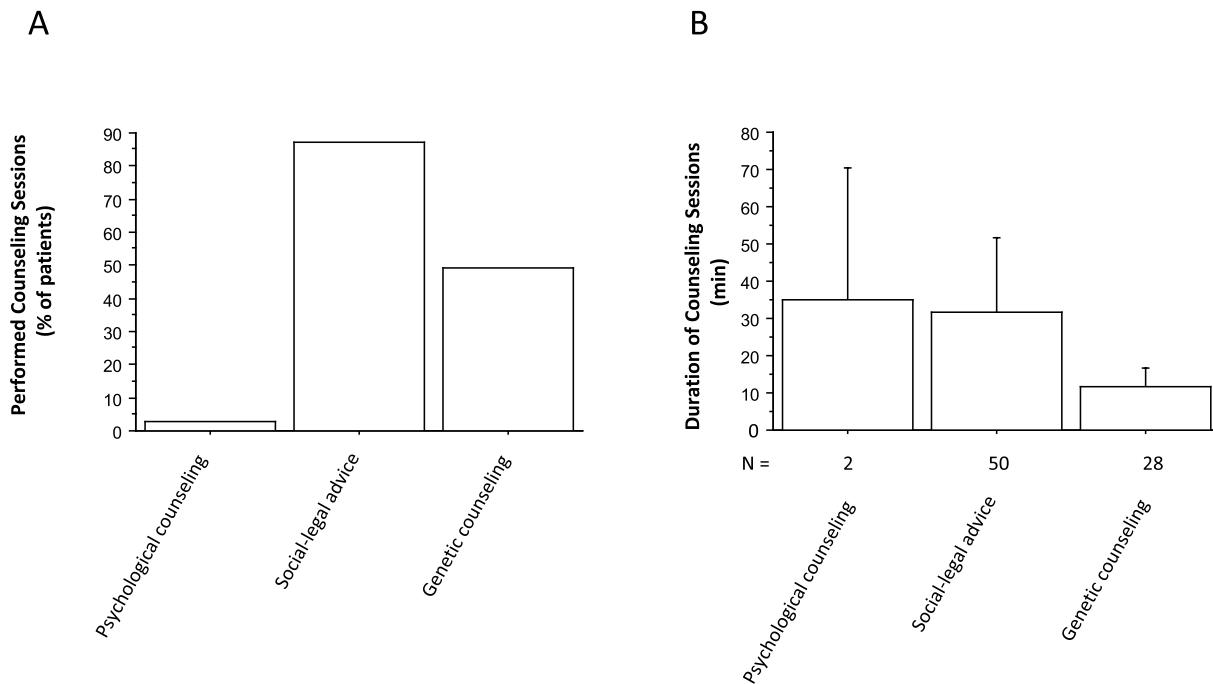 A
Performed Counseling Sessions
(% of patients)
90
80
70
60
50
40
30
20
10
0
Psychological counseling
Social-legal advice
Genetic counseling
B
Duration of Counseling Sessions
(min)
80
70
60
50
40
30
20
10
0
N = 2 50 28
Psychological counseling
Social-legal advice
Genetic counseling